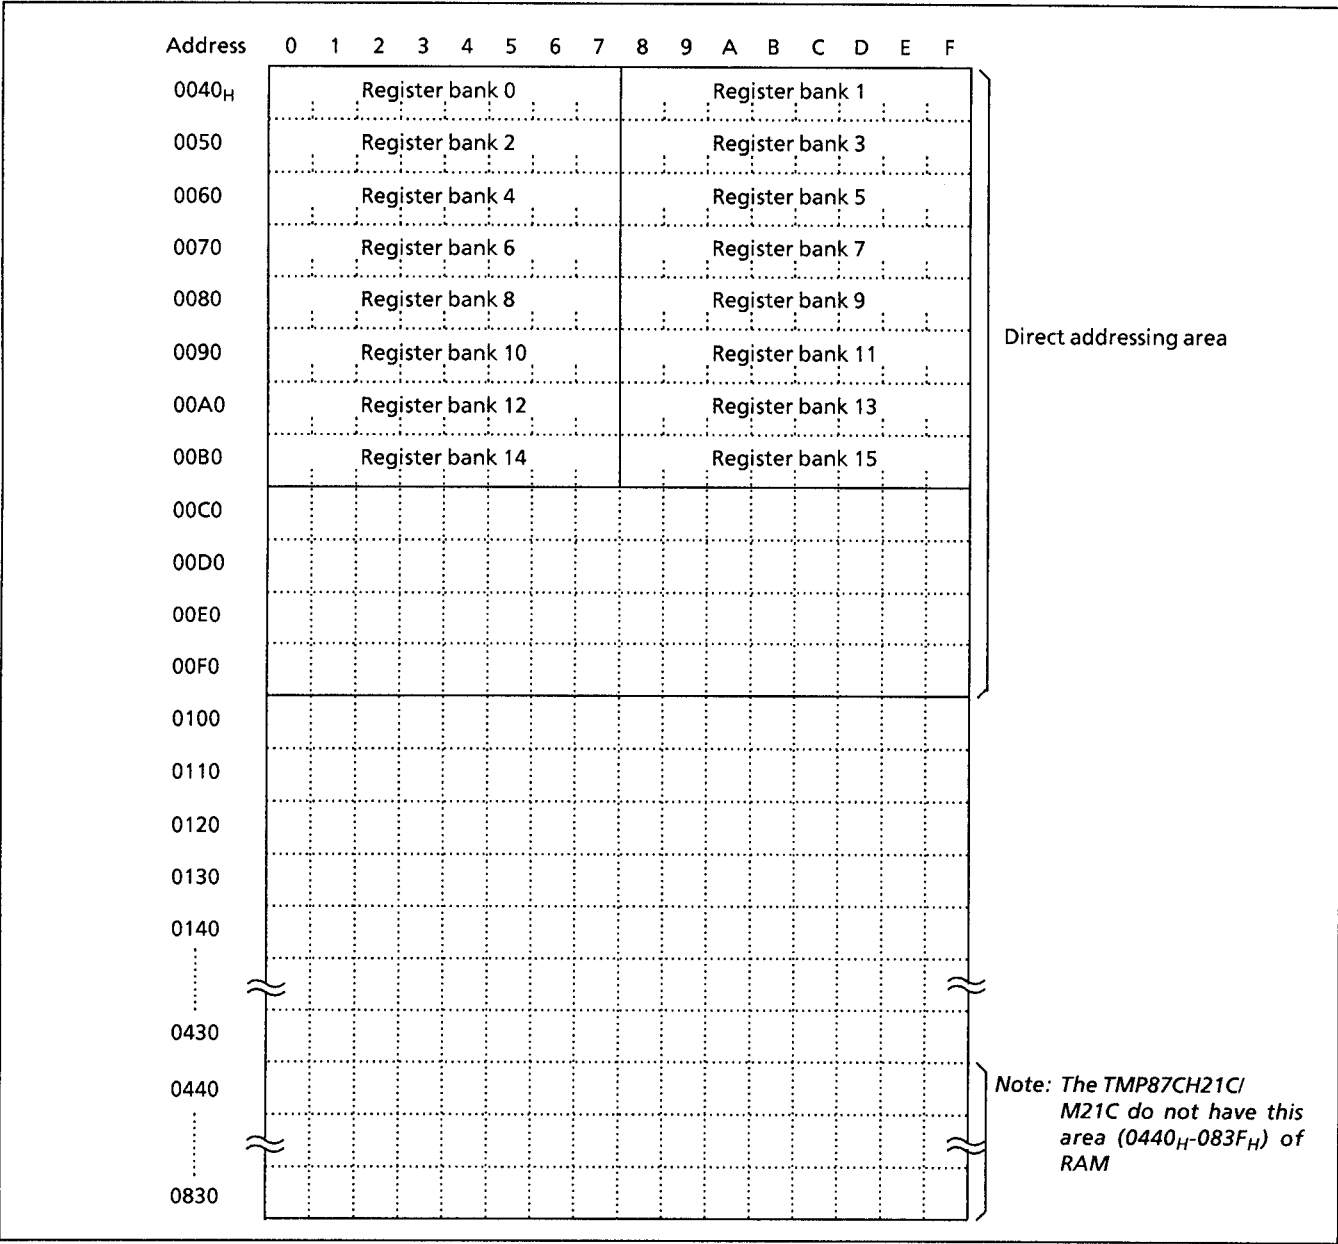 Address 0 1 2 3 4 5 6 7 8 9 A B C D E F
0040H Register bank 0 Register bank 1
0050 Register bank 2 Register bank 3
0060 Register bank 4 Register bank 5
0070 Register bank 6 Register bank 7
0080 Register bank 8 Register bank 9
Direct addressing area
0090 Register bank 10 Register bank 11
00A0 Register bank 12 Register bank 13
00B0 Register bank 14 Register bank 15
00C0
00D0
00E0
00F0
0100
0110
0120
0130
0140
0430
0440
Note: The TMP87CH21C/
M21C do not have this
area (0440H-083FH) of
RAM
0830